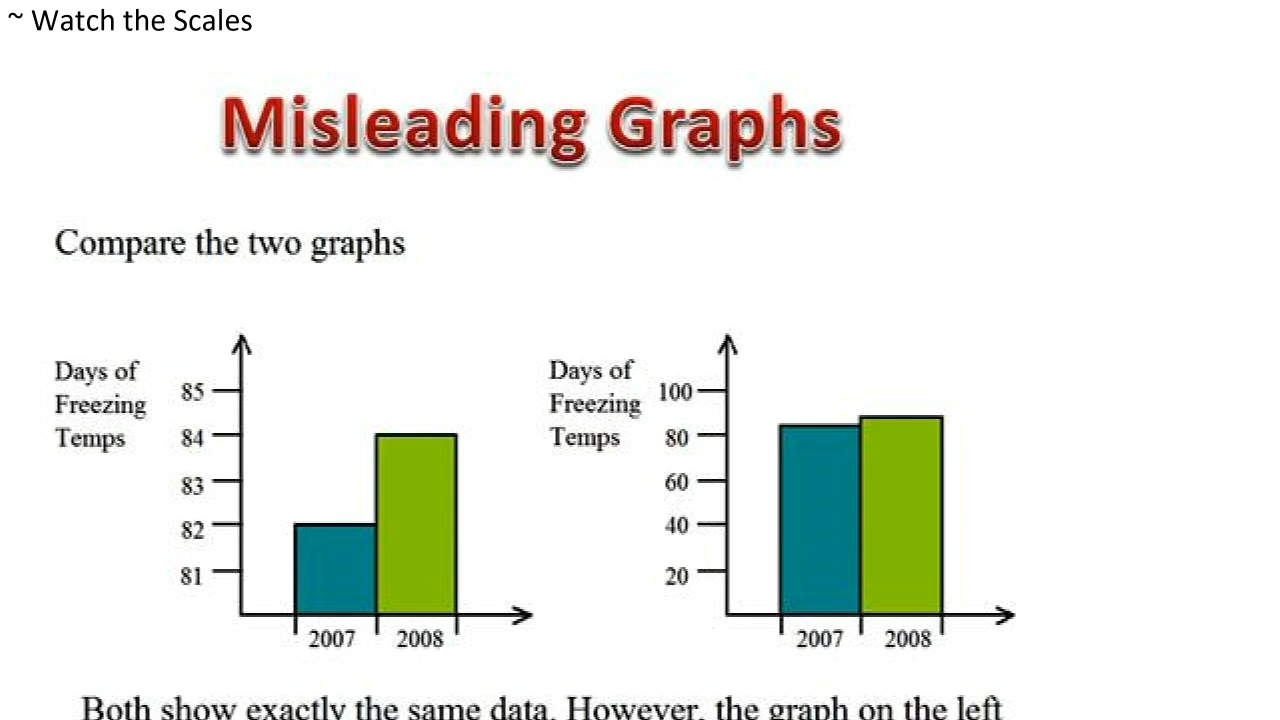 ~ Watch the Scales
Misleading Graphs
Compare the two graphs
Days of
Freezing
Temps
85
84
83
82
81
2007 2008
Days of
Freezing
Temps
100
80
60
40
20
2007 2008
Both show exactly the same data. However, the graph on the left